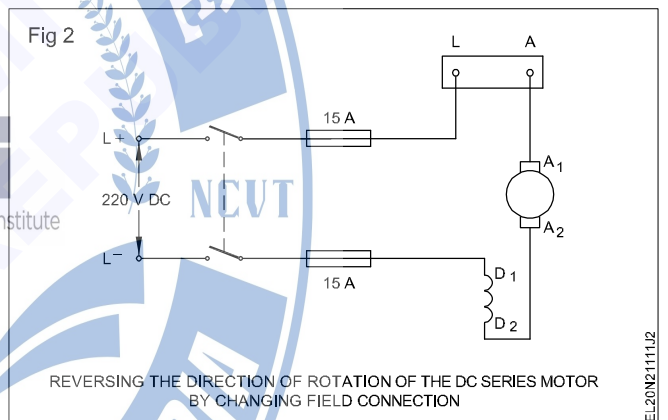 Fig 2
L A
15 A
L+
A1
220 V DC
NCVT
nstitute
A2
L−
D1
15 A
D2
REVERSING THE DIRECTION OF ROTATION OF THE DC SERIES MOTOR
BY CHANGING FIELD CONNECTION
EL20N21111J2